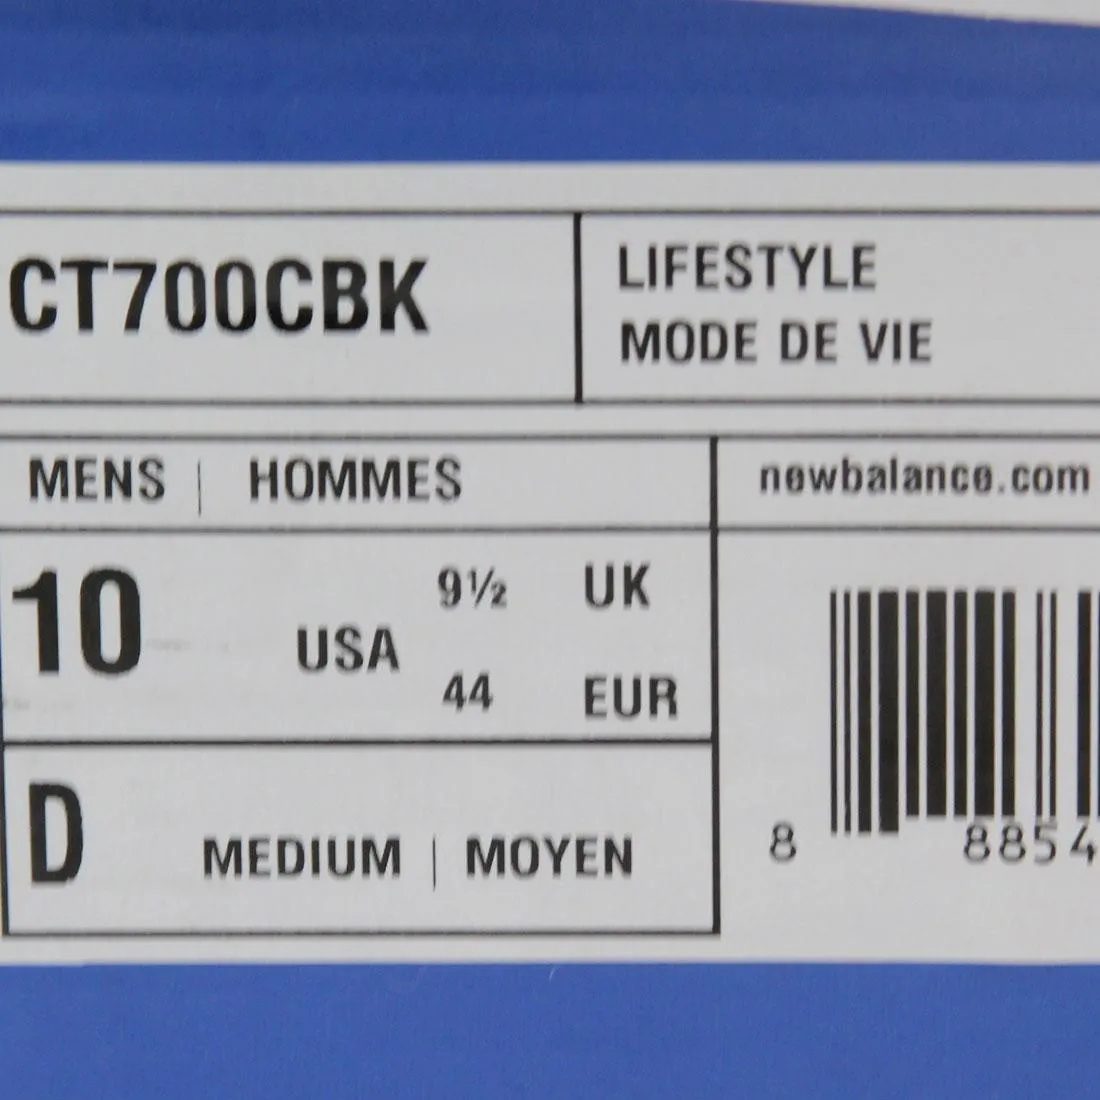 CT700CBK
LIFESTYLE
MODE DE VIE
MENS | HOMMES
newbalance.com
10 USA
9½ UK
44 EUR
D MEDIUM | MOYEN
8 8854